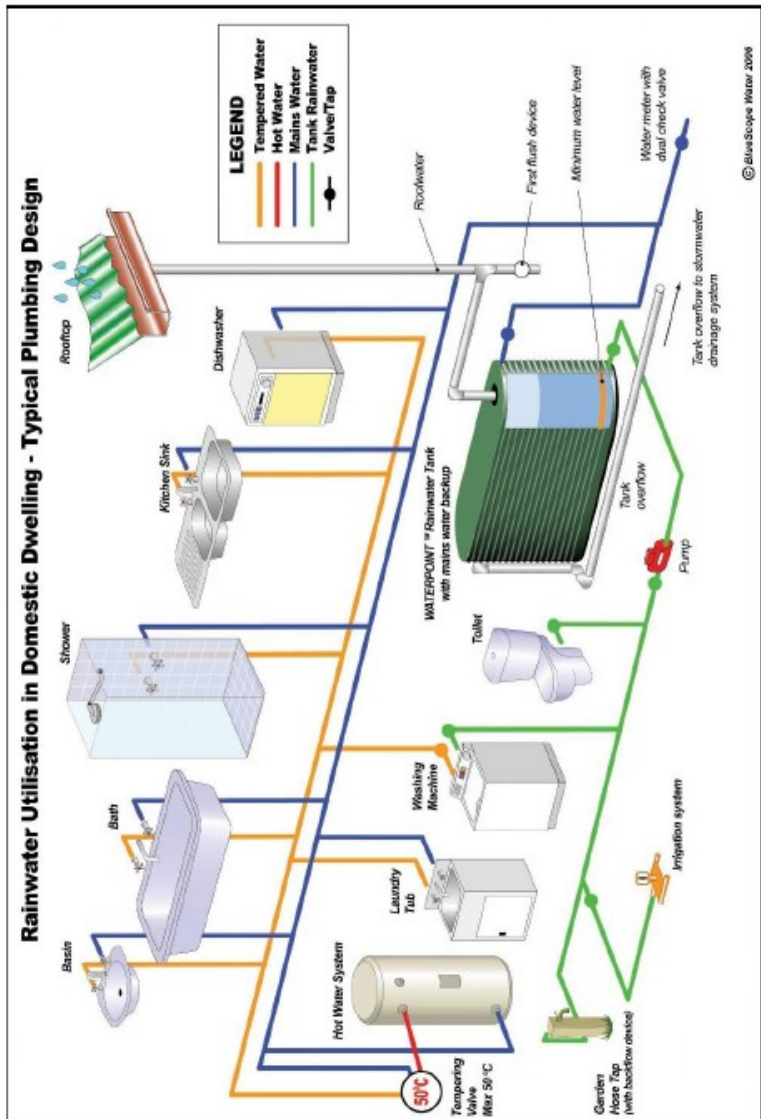 Rainwater Utilisation in Domestic Dwelling - Typical Plumbing Design
Rooftop
LEGEND
Tempered Water
Hot Water
Mains Water
Tank Rainwater
Valve/Tap
Basin
Bath
Shower
Kitchen Sink
Dishwasher
Roofwater
First flush device
Minimum water level
Water meter with
dual check valve
Hot Water System
50°C
Tempering
Valve
Max 50°C
Laundry
Tub
Washing
Machine
Toilet
WATERPOINT™ Rainwater Tank
with mains water backup
Tank
overflow
Tank overflow to stormwater
drainage system
Pump
Garden
Hose Tap
(with backflow device)
Irrigation system
© BlueScope Water 2006